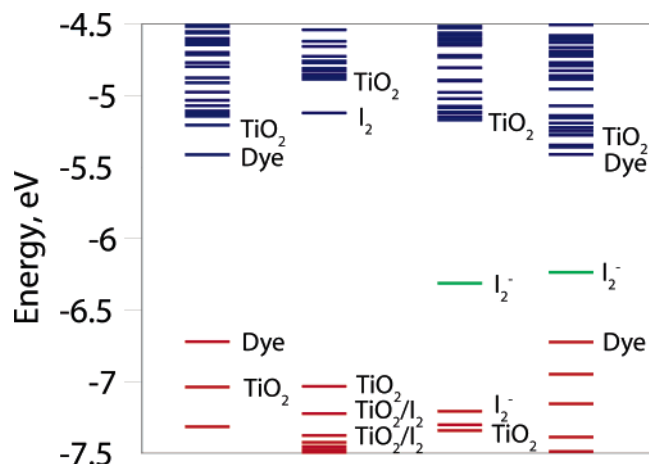 Energy, eV
-4.5
-5
-5.5
-6
-6.5
-7
-7.5
TiO₂
Dye
Dye
TiO₂
TiO₂
I₂
TiO₂
TiO₂/I₂
TiO₂/I₂
TiO₂
I₂⁻
I₂⁻
TiO₂
TiO₂
Dye
I₂⁻
Dye